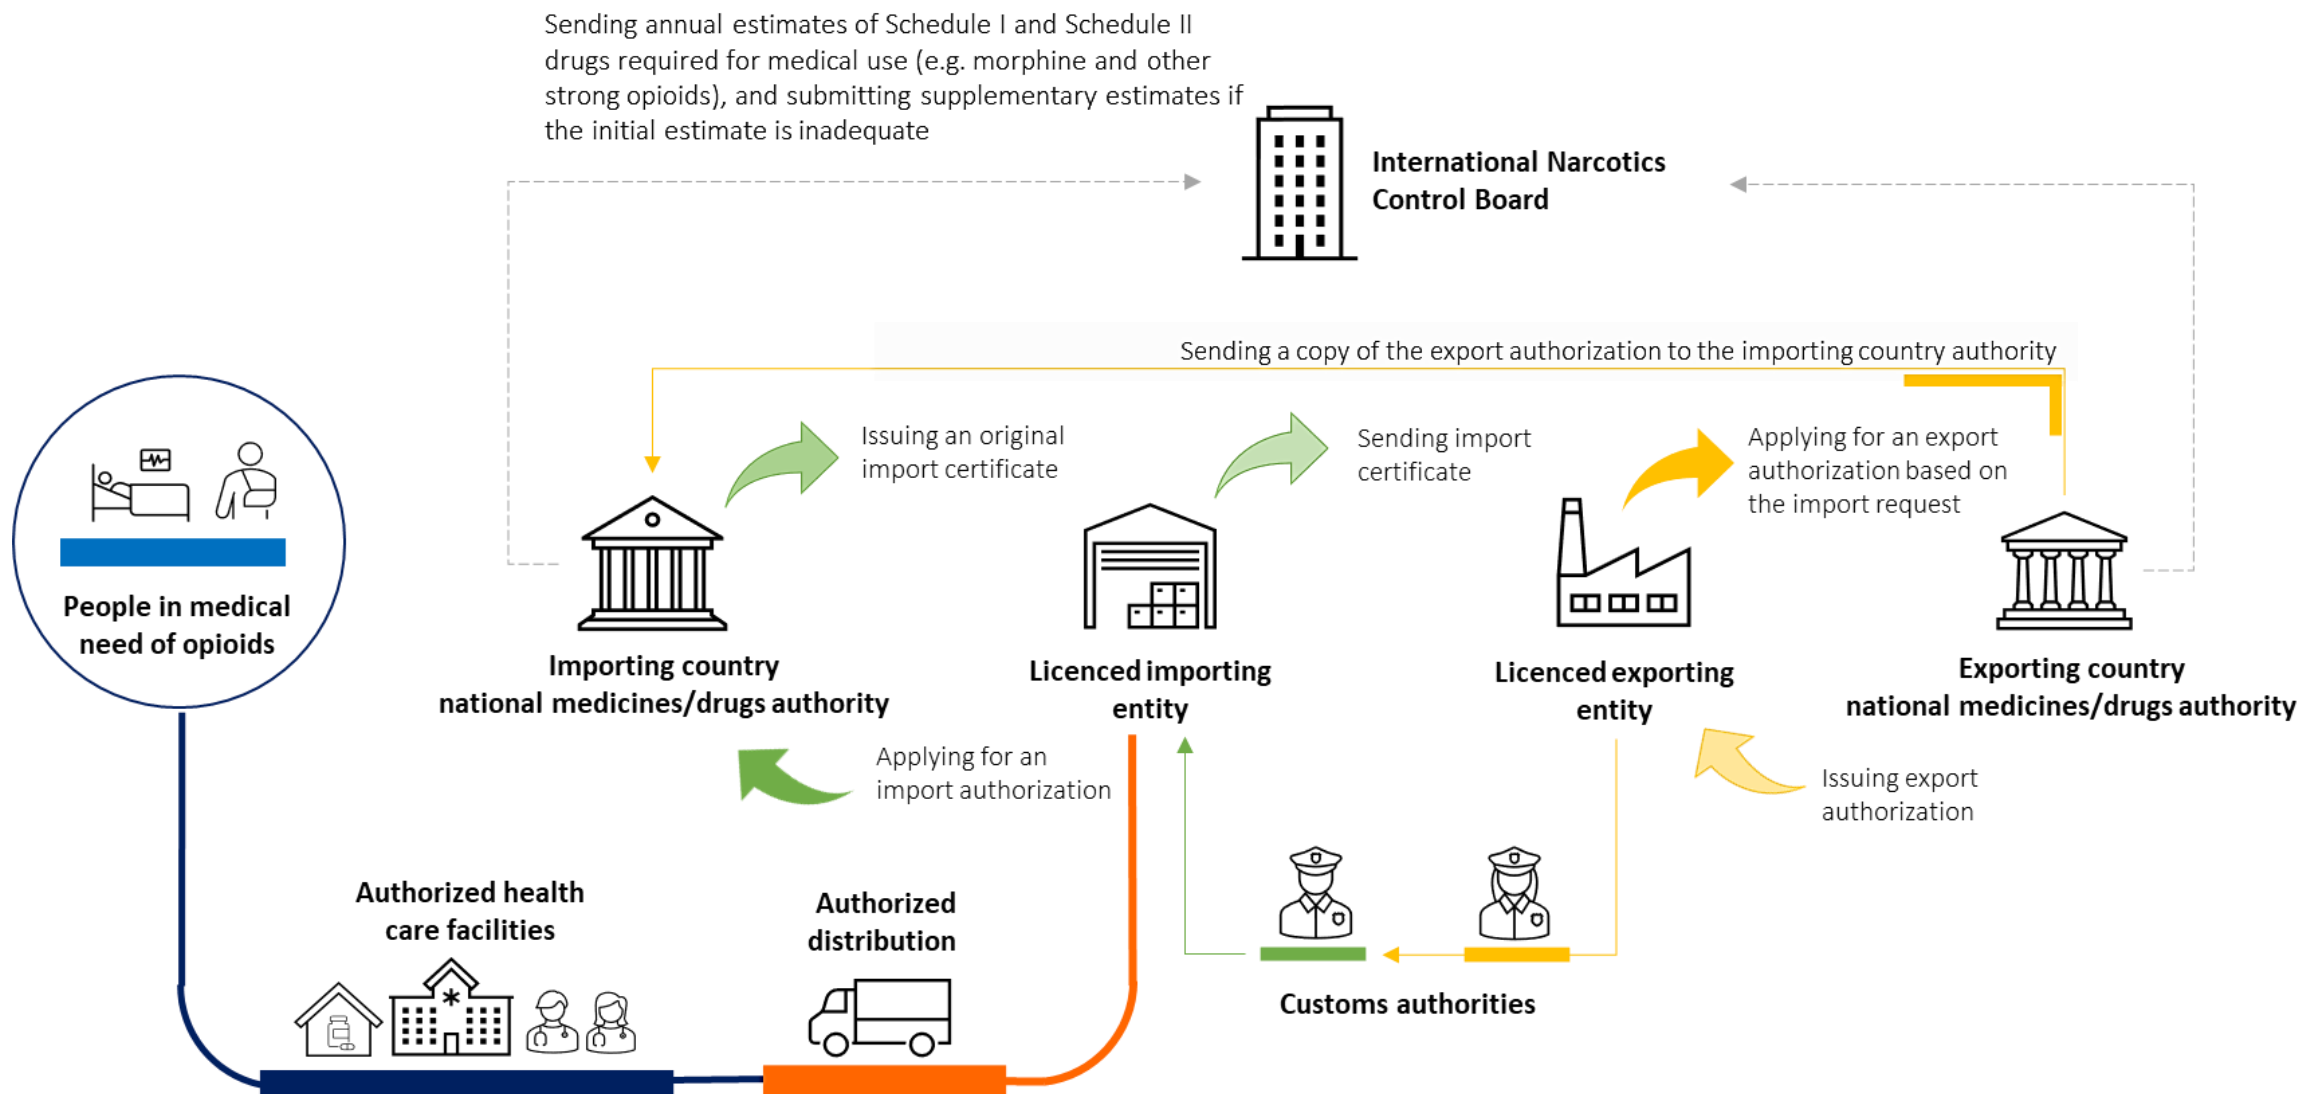 Sending annual estimates of Schedule I and Schedule II
drugs required for medical use (e.g. morphine and other
strong opioids), and submitting supplementary estimates if
the initial estimate is inadequate
International Narcotics
Control Board
Sending a copy of the export authorization to the importing country authority
Issuing an original
import certificate
Sending import
certificate
Applying for an export
authorization based on
the import request
People in medical
need of opioids
Importing country
national medicines/drugs authority
Licenced importing
entity
Licenced exporting
entity
Exporting country
national medicines/drugs authority
Applying for an
import authorization
Issuing export
authorization
Authorized health
care facilities
Authorized
distribution
Customs authorities